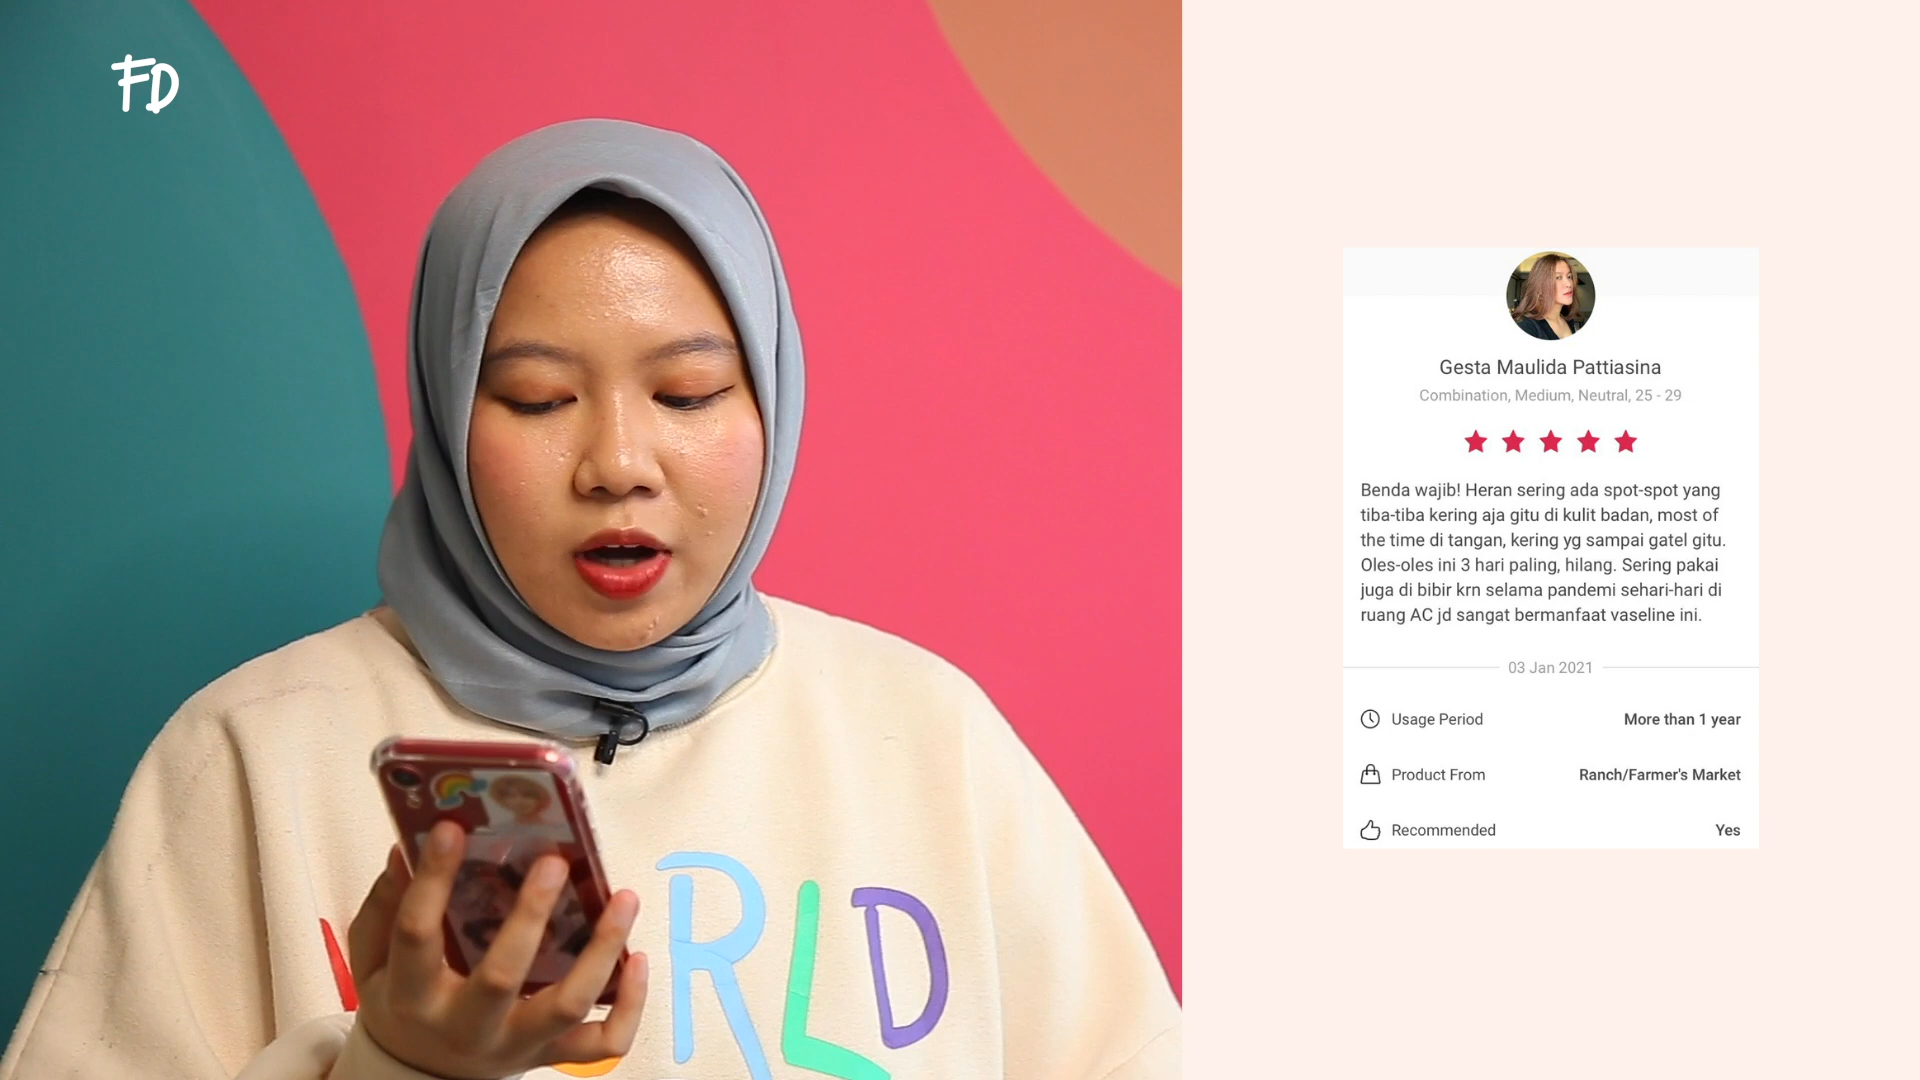 FD
RLD
Gesta Maulida Pattiasina
Combination, Medium, Neutral, 25 - 29
Benda wajib! Heran sering ada spot-spot yang
tiba-tiba kering aja gitu di kulit badan, most of
the time di tangan, kering yg sampai gatel gitu.
Oles-oles ini 3 hari paling, hilang. Sering pakai
juga di bibir krn selama pandemi sehari-hari di
ruang AC jd sangat bermanfaat vaseline ini.
03 Jan 2021
Usage Period More than 1 year
Product From Ranch/Farmer's Market
Recommended Yes